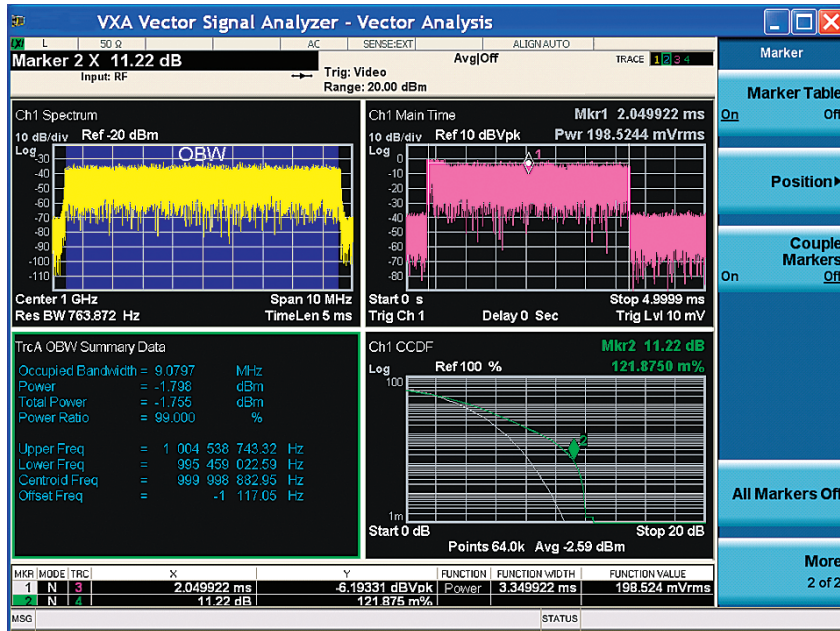 VXA Vector Signal Analyzer - Vector Analysis
LXI L 50 Ω AC SENSE:EXT ALIGN AUTO
Marker 2 X 11.22 dB
Input: RF
Trig: Video
Range: 20.00 dBm
Avg|Off
TRACE 1 2 3 4
Ch1 Spectrum
10 dB/div Ref -20 dBm
Log
OBW
-30
-40
-50
-60
-70
-80
-90
-100
-110
Center 1 GHz Span 10 MHz
Res BW 763.872 Hz TimeLen 5 ms
Ch1 Main Time Mkr1 2.049922 ms
10 dB/div Ref 10 dBVpk Pwr 198.5244 mVrms
Log
1
0
-10
-20
-30
-40
-50
-60
-70
-80
Start 0 s Stop 4.9999 ms
Trig Ch 1 Delay 0 Sec Trig Lvl 10 mV
TrcA OBW Summary Data
Occupied Bandwidth = 9.0797 MHz
Power = -1.798 dBm
Total Power = -1.755 dBm
Power Ratio = 99.000 %
Upper Freq = 1 004 538 743.32 Hz
Lower Freq = 995 459 022.59 Hz
Centroid Freq = 999 998 882.95 Hz
Offset Freq = -1 117.05 Hz
Ch1 CCDF Mkr2 11.22 dB
Log Ref 100 % 121.8750 m%
100
2
1m
Start 0 dB Stop 20 dB
Points 64.0k Avg -2.59 dBm
MKR MODE TRC X Y FUNCTION FUNCTION WIDTH FUNCTION VALUE
1 N 3 2.049922 ms -6.19331 dBVpk Power 3.349922 ms 198.524 mVrms
2 N 4 11.22 dB 121.875 m%
MSG STATUS
Marker
Marker Table
On Off
Position
Couple
Markers
On Off
All Markers Off
More
2 of 2